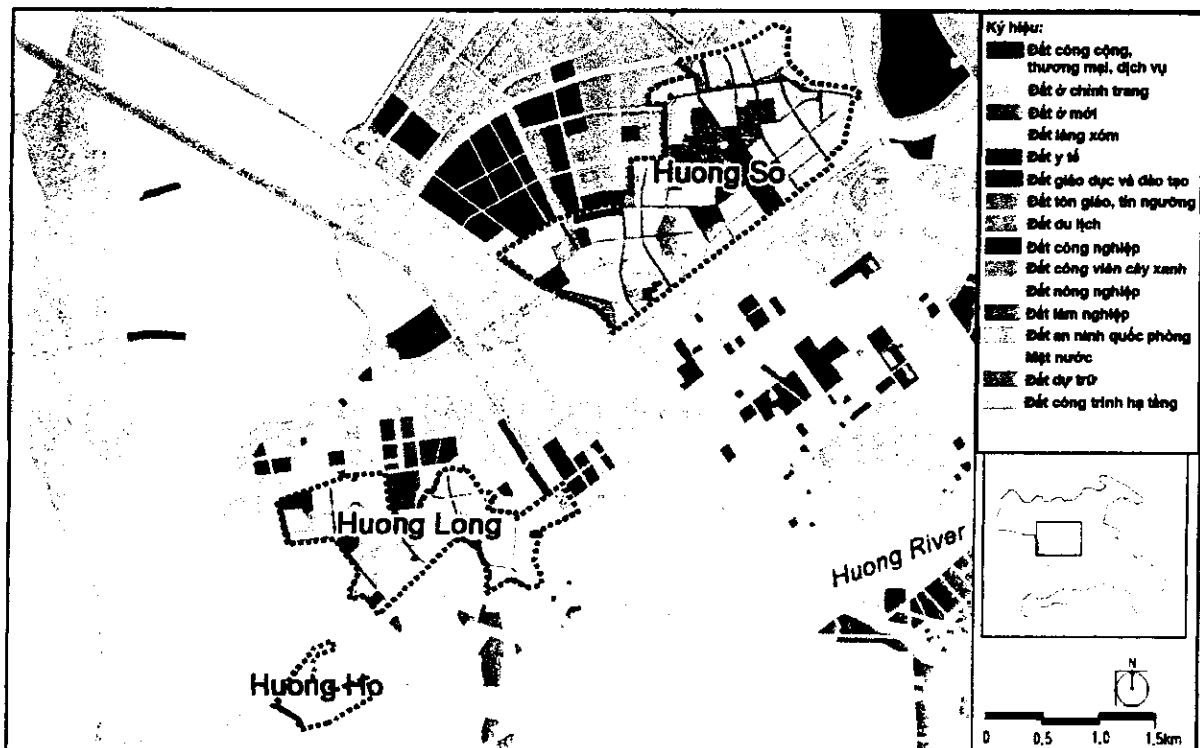 Huong So
Huong Long
Huong Ho
Huong River
Ký hiệu:
Đất công cộng,
thương mại, dịch vụ
Đất ở chỉnh trang
Đất ở mới
Đất làng xóm
Đất y tế
Đất giáo dục và đào tạo
Đất tôn giáo, tín ngưỡng
Đất du lịch
Đất công nghiệp
Đất công viên cây xanh
Đất nông nghiệp
Đất lâm nghiệp
Đất an ninh quốc phòng
Mặt nước
Đất dự trữ
Đất công trình hạ tầng
N
0 0,5 1,0 1,5km